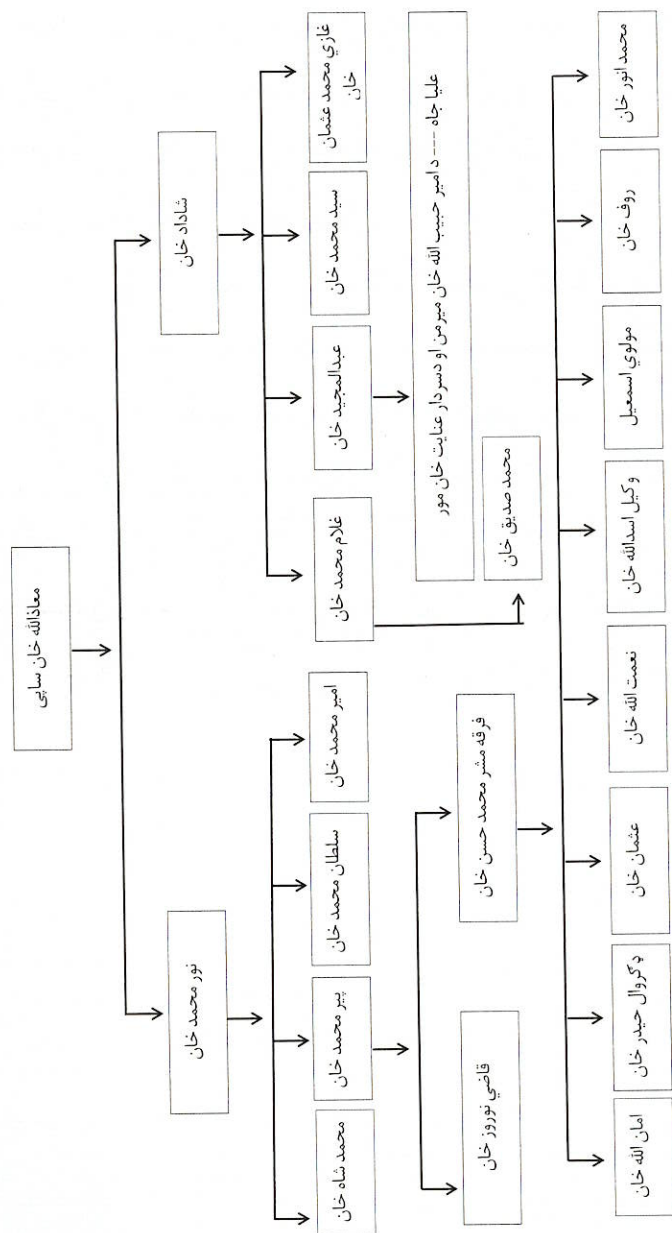 معاذالله خان ساپی
شاداد خان
نور محمد خان
غازي محمد عثمان
خان
سید محمد خان
عبدالمجید خان
غلام محمد خان
امیر محمد خان
سلطان محمد خان
پیر محمد خان
محمد شاه خان
علیا جاه --- د امیر حبیب الله خان میرمن او دسردار عنایت خان مور
محمد صدیق خان
فرقه مشر محمد حسن خان
قاضي نوروز خان
محمد انور خان
روف خان
مولوي اسمعیل
وکیل اسدالله خان
نعمت الله خان
عثمان خان
ډګروال حیدر خان
امان الله خان